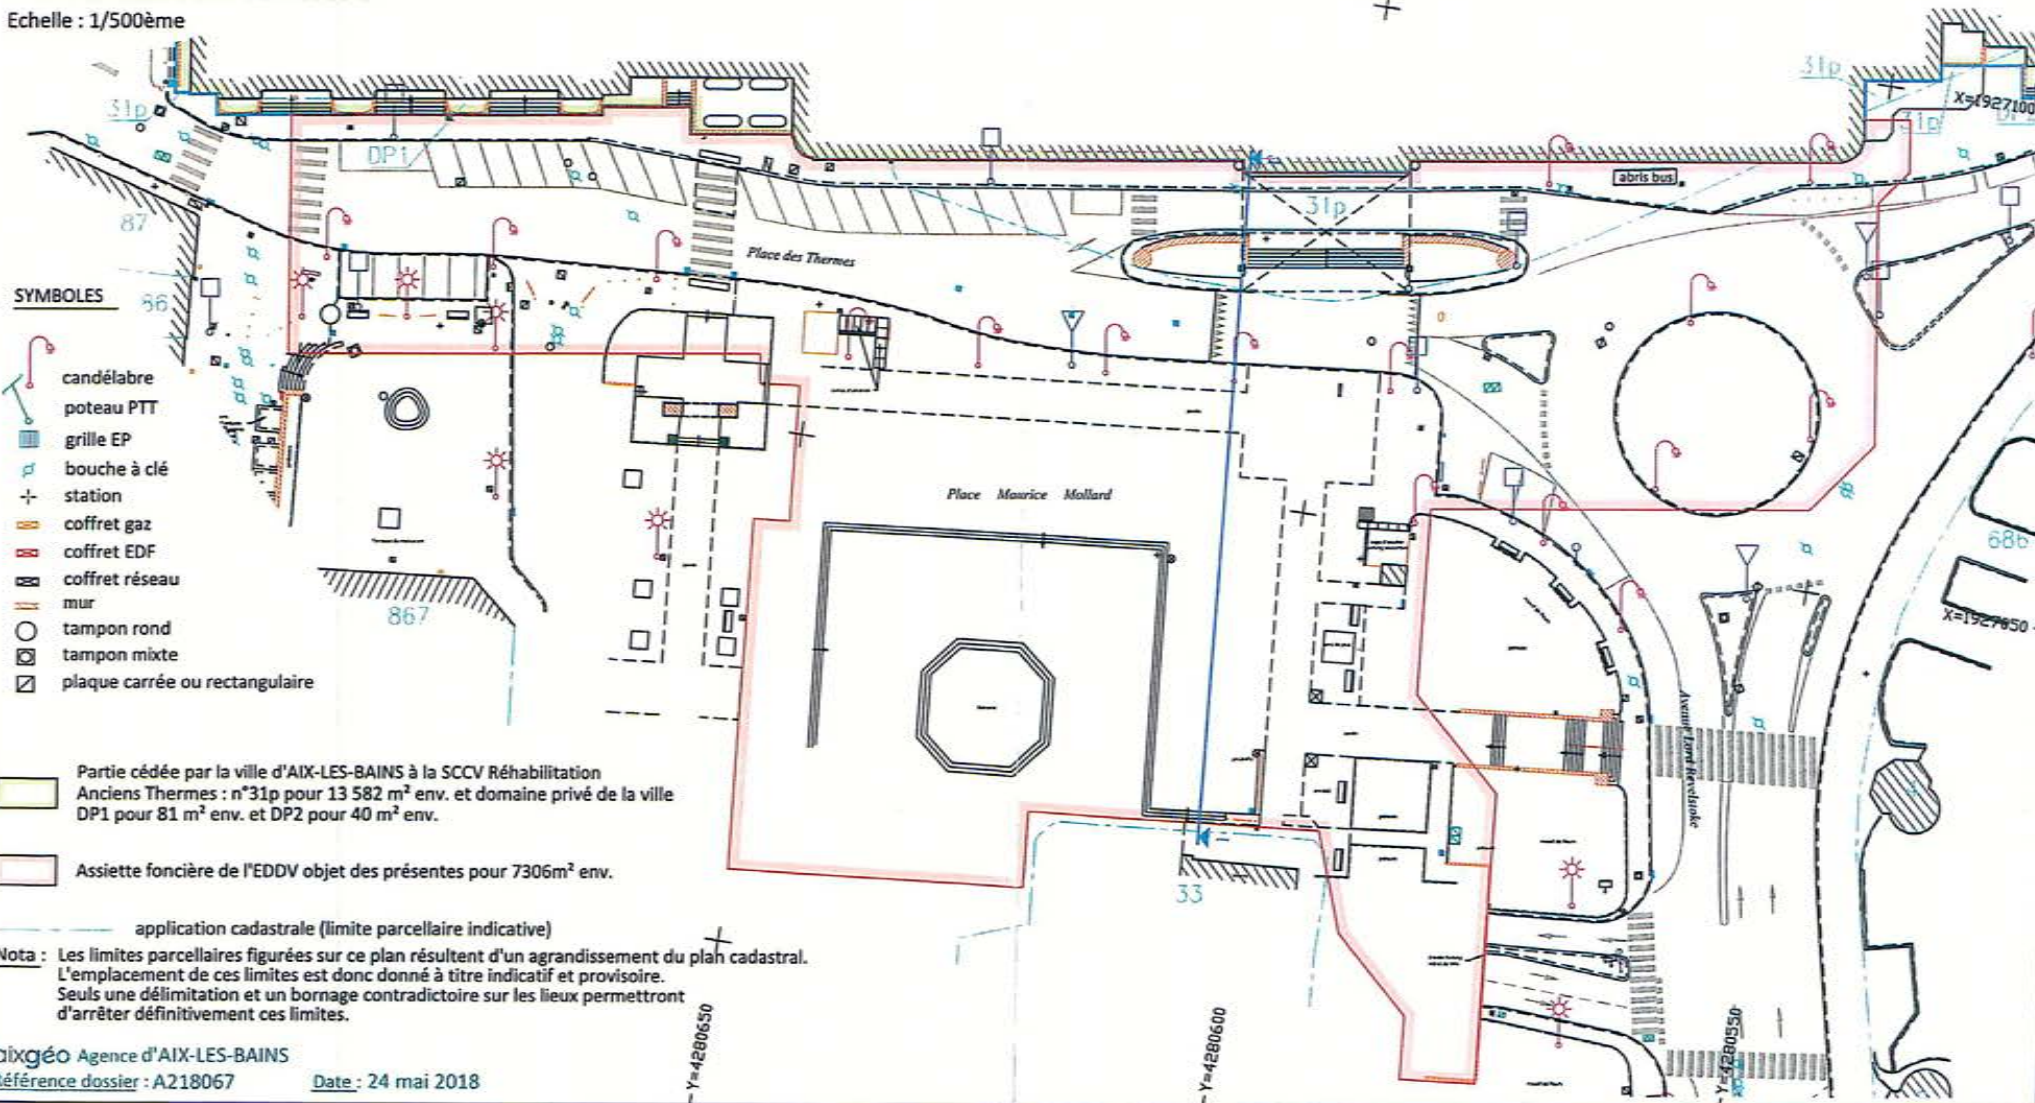 Echelle : 1/500ème
31p
31p
X=1927100
31p
DP1
abris bus
31p
87
Place des Thermes
SYMBOLES
86
candélabre
poteau PTT
grille EP
bouche à clé
station
coffret gaz
coffret EDF
coffret réseau
mur
tampon rond
tampon mixte
plaque carrée ou rectangulaire
Place Maurice Mollard
686
867
X=1927050
Avenue Lord Revelstoke
Partie cédée par la ville d'AIX-LES-BAINS à la SCCV Réhabilitation
Anciens Thermes : n°31p pour 13 582 m² env. et domaine privé de la ville
DP1 pour 81 m² env. et DP2 pour 40 m² env.
Assiette foncière de l'EDDV objet des présentes pour 7306m² env.
33
application cadastrale (limite parcellaire indicative)
Nota : Les limites parcellaires figurées sur ce plan résultent d'un agrandissement du plan cadastral.
L'emplacement de ces limites est donc donné à titre indicatif et provisoire.
Seuls une délimitation et un bornage contradictoire sur les lieux permettront
d'arrêter définitivement ces limites.
Y=4280650
Y=4280600
Y=4280550
aixgéo Agence d'AIX-LES-BAINS
Référence dossier : A218067 Date : 24 mai 2018